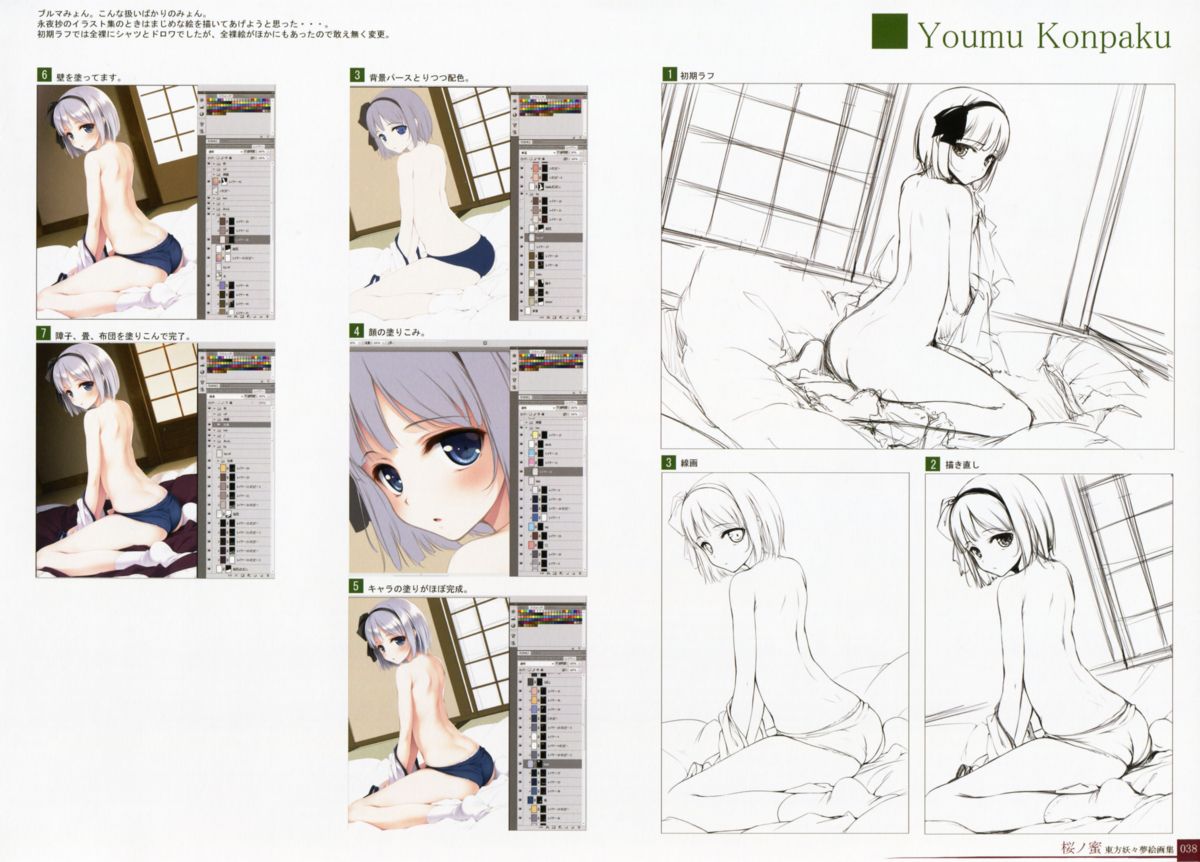 ブルマみょん。こんな扱いばかりのみょん。
永夜抄のイラスト集のときはまじめな絵を描いてあげようと思った・・・。
初期ラフでは全裸にシャツとドロワでしたが、全裸絵がほかにもあったので敢え無く変更。
Youmu Konpaku
1 初期ラフ
2 描き直し
3 線画
3 背景パースとりつつ配色。
4 顔の塗りこみ。
5 キャラの塗りがほぼ完成。
6 壁を塗ってます。
7 障子、畳、布団を塗りこんで完了。
桜ノ蜜 東方妖々夢絵画集 038